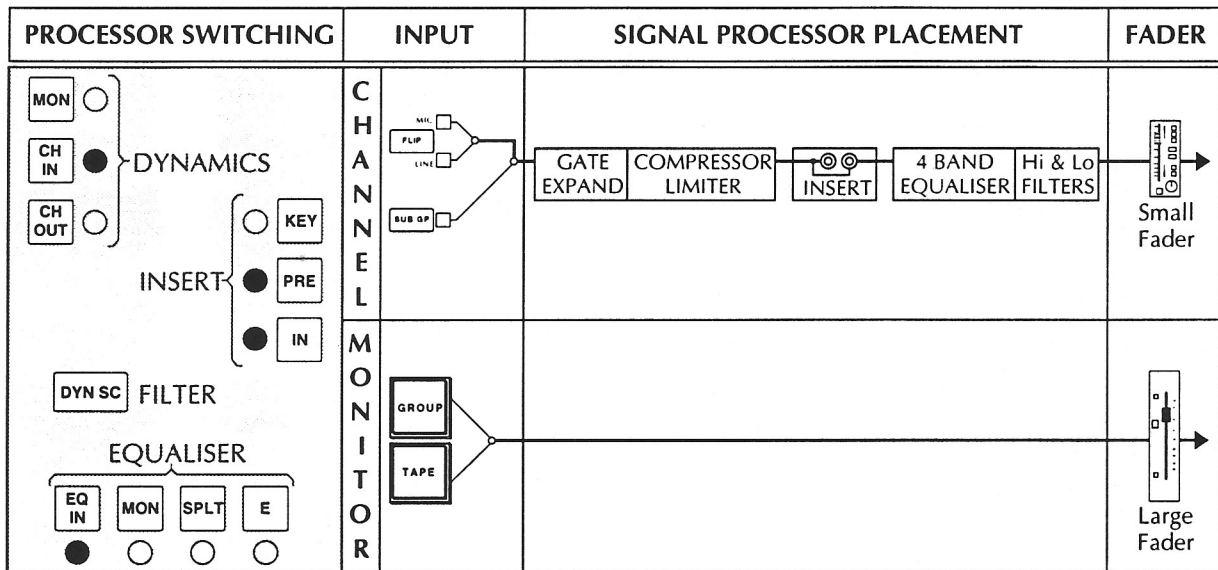 PROCESSOR SWITCHING
INPUT
SIGNAL PROCESSOR PLACEMENT
FADER
MON
CH
IN
CH
OUT
DYNAMICS
INSERT
KEY
PRE
IN
DYN SC
FILTER
EQUALISER
EQ
IN
MON
SPLT
E
CHANNEL
MIC
FLIP
LINE
SUB GP
GATE
EXPAND
COMPRESSOR
LIMITER
INSERT
4 BAND
EQUALISER
Hi & Lo
FILTERS
Small
Fader
MONITOR
GROUP
TAPE
Large
Fader